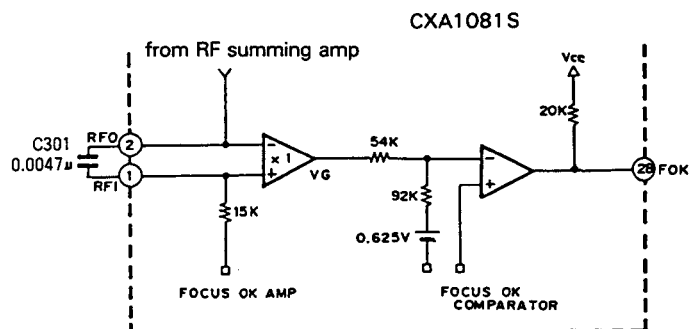 CXA1081S
from RF summing amp
Vcc
C301
0.0047μ
RFO
2
RFI
1
− × 1 +
VG
15K
54K
92K
0.625V
− +
20K
28
FOK
FOCUS OK AMP
FOCUS OK
COMPARATOR